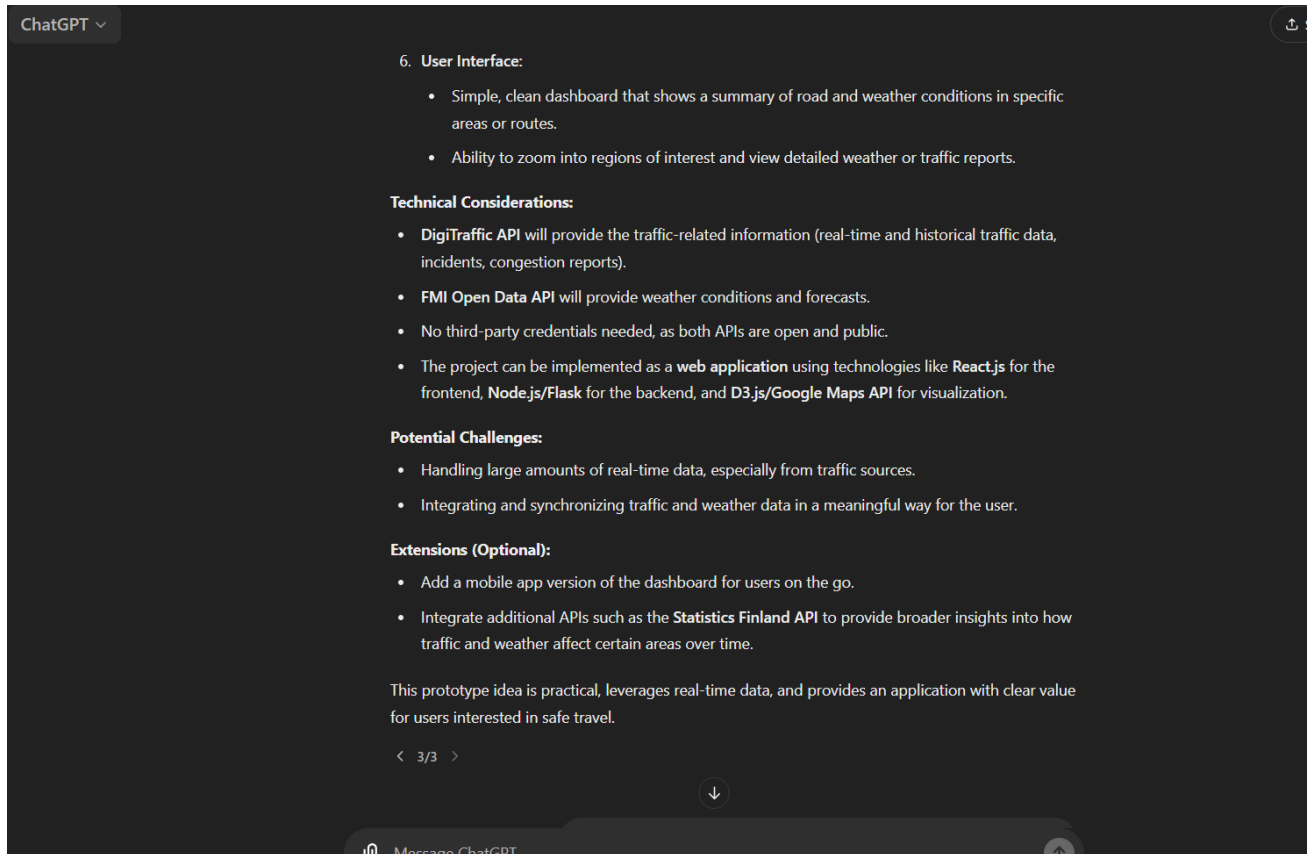 ChatGPT
6. User Interface:
• Simple, clean dashboard that shows a summary of road and weather conditions in specific
areas or routes.
• Ability to zoom into regions of interest and view detailed weather or traffic reports.
Technical Considerations:
• DigiTraffic API will provide the traffic-related information (real-time and historical traffic data,
incidents, congestion reports).
• FMI Open Data API will provide weather conditions and forecasts.
• No third-party credentials needed, as both APIs are open and public.
• The project can be implemented as a web application using technologies like React.js for the
frontend, Node.js/Flask for the backend, and D3.js/Google Maps API for visualization.
Potential Challenges:
• Handling large amounts of real-time data, especially from traffic sources.
• Integrating and synchronizing traffic and weather data in a meaningful way for the user.
Extensions (Optional):
• Add a mobile app version of the dashboard for users on the go.
• Integrate additional APIs such as the Statistics Finland API to provide broader insights into how
traffic and weather affect certain areas over time.
This prototype idea is practical, leverages real-time data, and provides an application with clear value
for users interested in safe travel.
< 3/3 >
Message ChatGPT